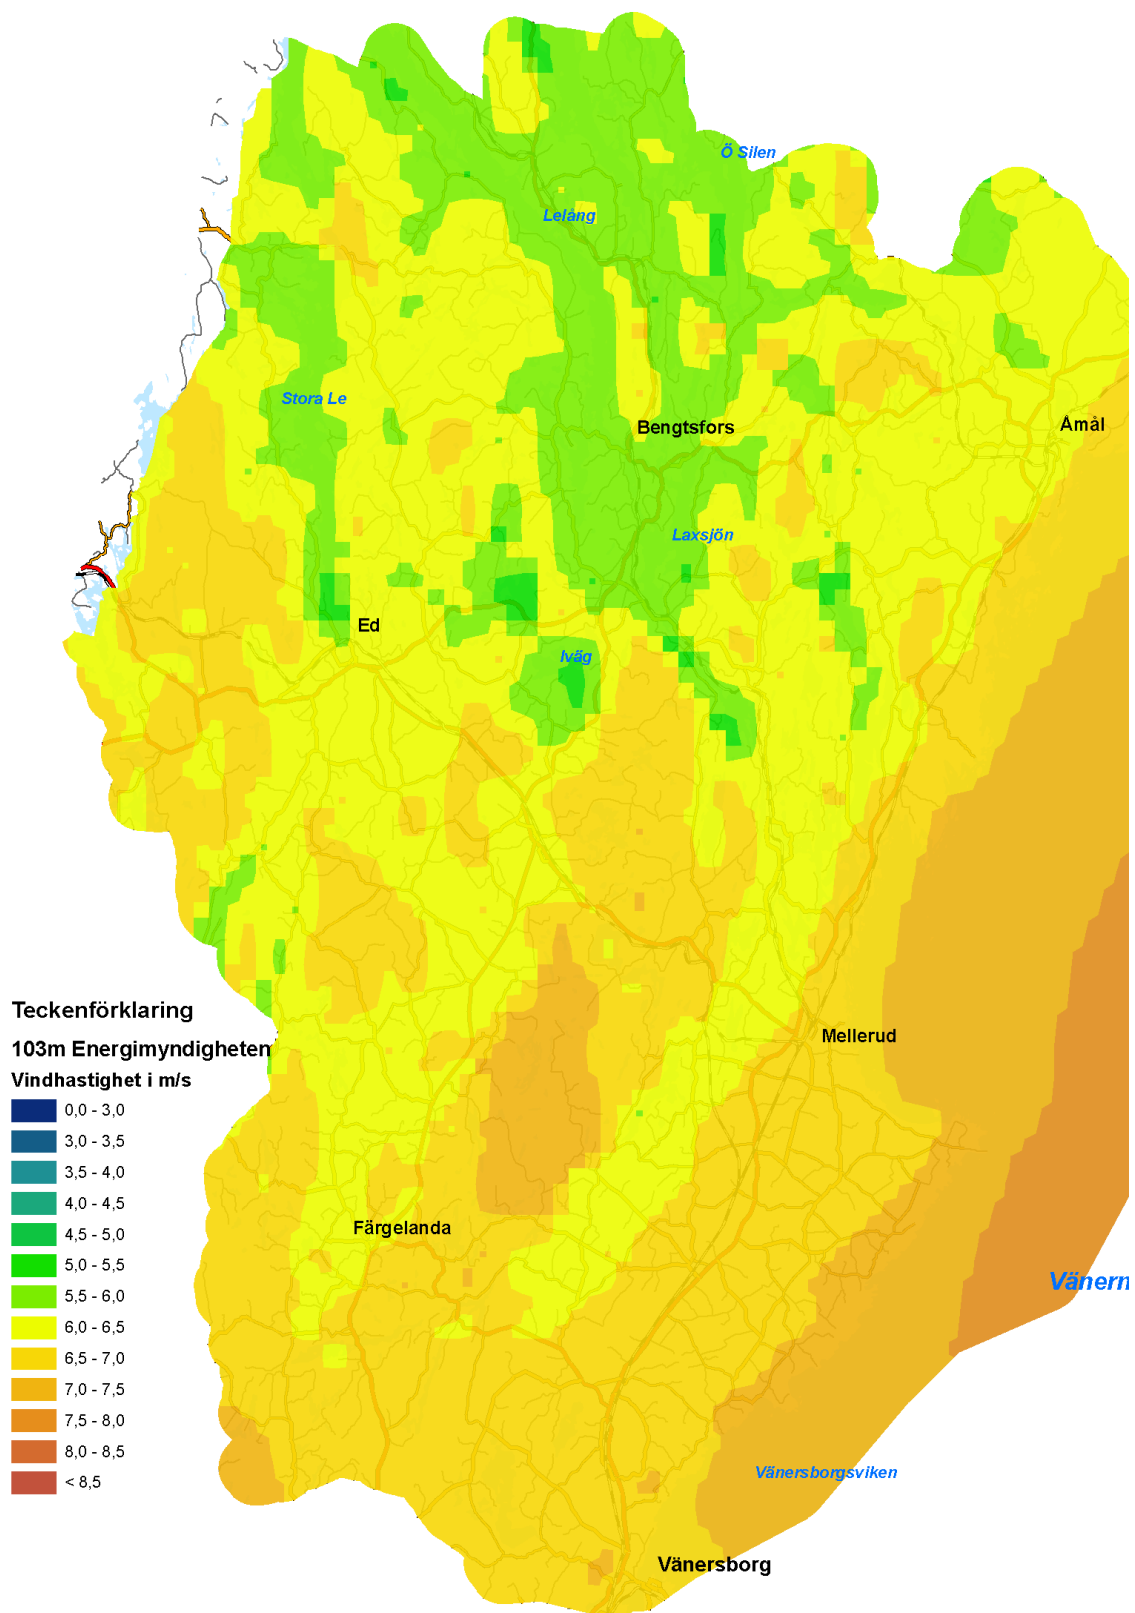 Ö Silen
Lelång
Stora Le
Bengtsfors
Åmål
Laxsjön
Ed
Iväg
Teckenförklaring
Mellerud
103m Energimyndigheten
Vindhastighet i m/s
0,0 - 3,0
3,0 - 3,5
3,5 - 4,0
4,0 - 4,5
4,5 - 5,0
5,0 - 5,5
5,5 - 6,0
6,0 - 6,5
6,5 - 7,0
7,0 - 7,5
7,5 - 8,0
8,0 - 8,5
< 8,5
Färgelanda
Vänern
Vänersborgsviken
Vänersborg